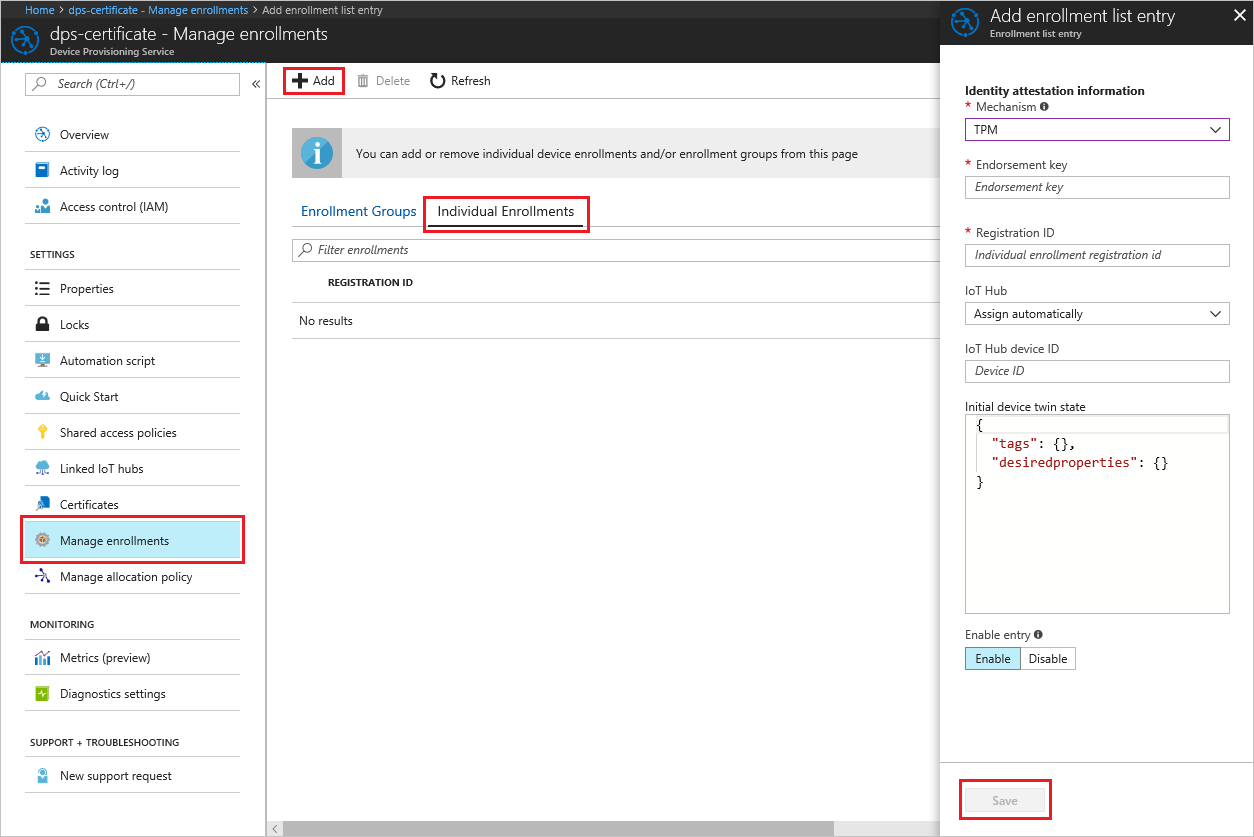 Home > dps-certificate - Manage enrollments > Add enrollment list entry
dps-certificate - Manage enrollments
Device Provisioning Service
Search (Ctrl+/)
«
Overview
Activity log
Access control (IAM)
SETTINGS
Properties
Locks
Automation script
Quick Start
Shared access policies
Linked IoT hubs
Certificates
Manage enrollments
Manage allocation policy
MONITORING
Metrics (preview)
Diagnostics settings
SUPPORT + TROUBLESHOOTING
New support request
Add Delete Refresh
You can add or remove individual device enrollments and/or enrollment groups from this page
Enrollment Groups Individual Enrollments
Filter enrollments
REGISTRATION ID
No results
Add enrollment list entry
Enrollment list entry
Identity attestation information
* Mechanism
TPM
* Endorsement key
Endorsement key
* Registration ID
Individual enrollment registration id
IoT Hub
Assign automatically
IoT Hub device ID
Device ID
Initial device twin state
{
"tags": {},
"desiredproperties": {}
}
Enable entry
Enable Disable
Save